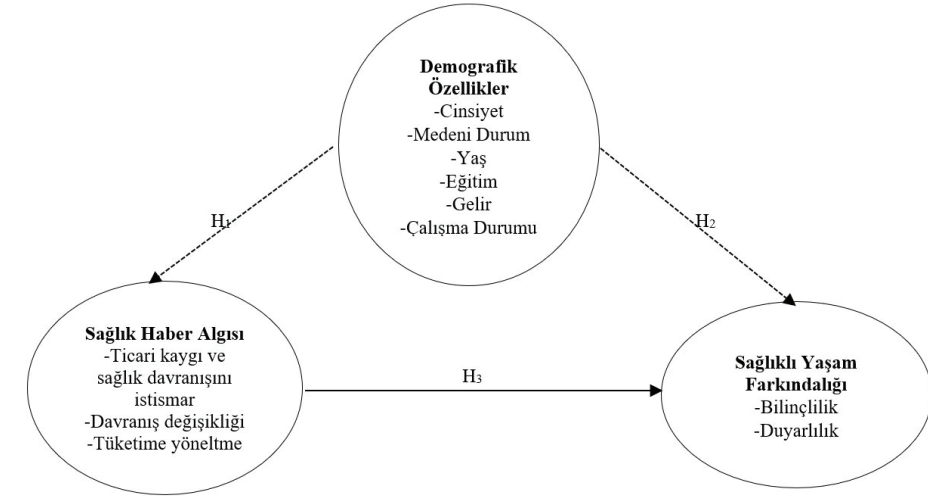 Demografik
Özellikler
-Cinsiyet
-Medeni Durum
-Yaş
-Eğitim
-Gelir
-Çalışma Durumu
H1
H2
Sağlık Haber Algısı
-Ticari kaygı ve
sağlık davranışını
istismar
-Davranış değişikliği
-Tüketime yöneltme
H3
Sağlıklı Yaşam
Farkındalığı
-Bilinçlilik
-Duyarlılık